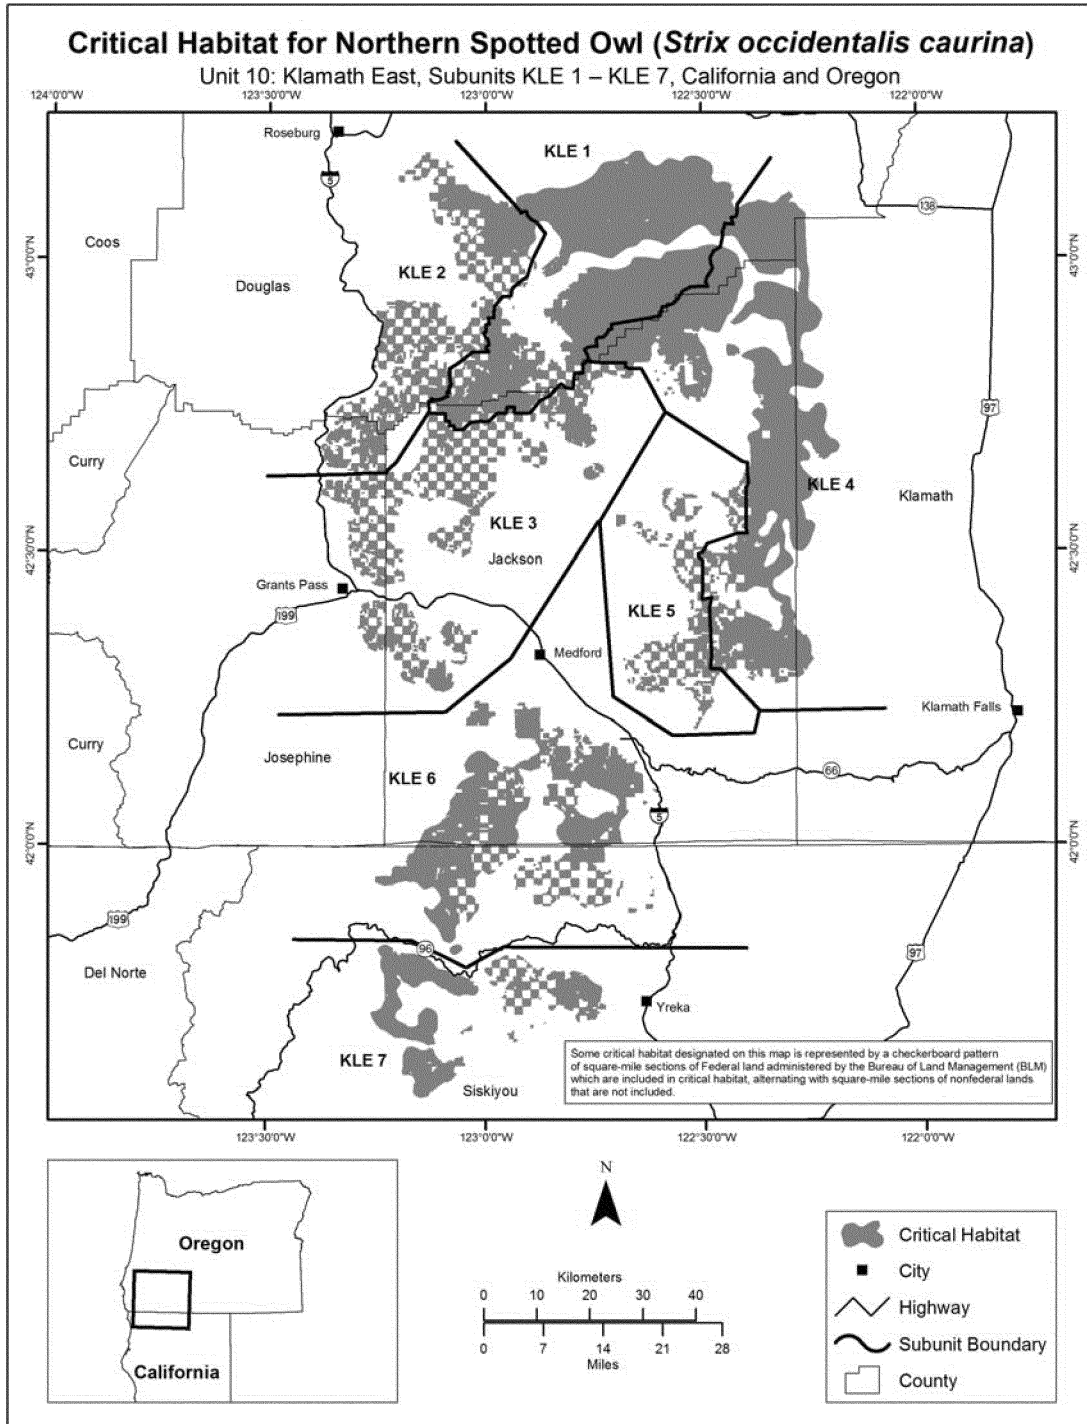 Critical Habitat for Northern Spotted Owl (Strix occidentalis caurina)
Unit 10: Klamath East, Subunits KLE 1 – KLE 7, California and Oregon
124°0'0"W
123°30'0"W
123°0'0"W
122°30'0"W
122°0'0"W
Roseburg
KLE 1
5
138
43°0'0"N
43°0'0"N
Coos
KLE 2
Douglas
97
Curry
KLE 4
Klamath
KLE 3
42°30'0"N
42°30'0"N
Jackson
Grants Pass
199
KLE 5
Medford
Klamath Falls
Curry
Josephine
KLE 6
66
5
42°0'0"N
42°0'0"N
199
96
97
Del Norte
Yreka
KLE 7
Siskiyou
Some critical habitat designated on this map is represented by a checkerboard pattern
of square-mile sections of Federal land administered by the Bureau of Land Management (BLM)
which are included in critical habitat, alternating with square-mile sections of nonfederal lands
that are not included.
123°30'0"W
123°0'0"W
122°30'0"W
122°0'0"W
Oregon
California
N
Kilometers
0 10 20 30 40
0 7 14 21 28
Miles
Critical Habitat
City
Highway
Subunit Boundary
County